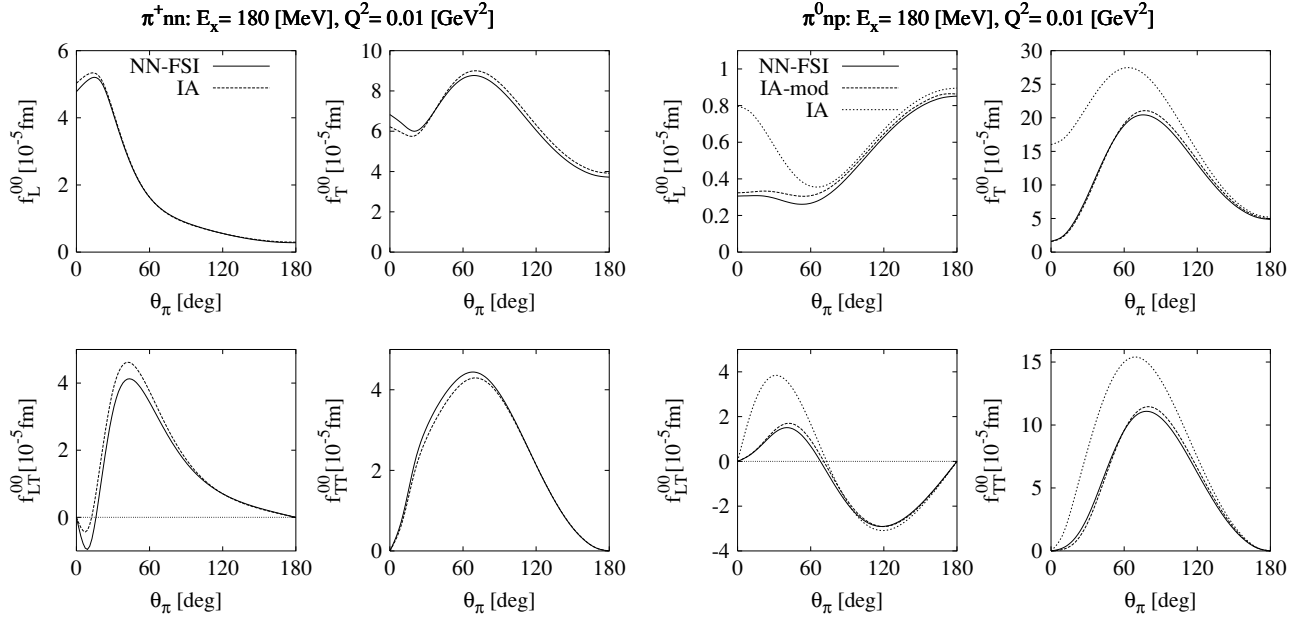 π⁺nn: Eₓ= 180 [MeV], Q²= 0.01 [GeV²]
6
4
2
0
f_L^00 [10⁻⁵fm]
NN-FSI
IA
0 60 120 180
θ_π [deg]
10
8
6
4
2
0
f_T^00 [10⁻⁵fm]
0 60 120 180
θ_π [deg]
4
2
0
f_LT^00 [10⁻⁵fm]
0 60 120 180
θ_π [deg]
4
2
0
f_TT^00 [10⁻⁵fm]
0 60 120 180
θ_π [deg]
π⁰np: Eₓ= 180 [MeV], Q²= 0.01 [GeV²]
1
0.8
0.6
0.4
0.2
0
f_L^00 [10⁻⁵fm]
NN-FSI
IA-mod
IA
0 60 120 180
θ_π [deg]
30
25
20
15
10
5
0
f_T^00 [10⁻⁵fm]
0 60 120 180
θ_π [deg]
4
2
0
-2
-4
f_LT^00 [10⁻⁵fm]
0 60 120 180
θ_π [deg]
15
10
5
0
f_TT^00 [10⁻⁵fm]
0 60 120 180
θ_π [deg]